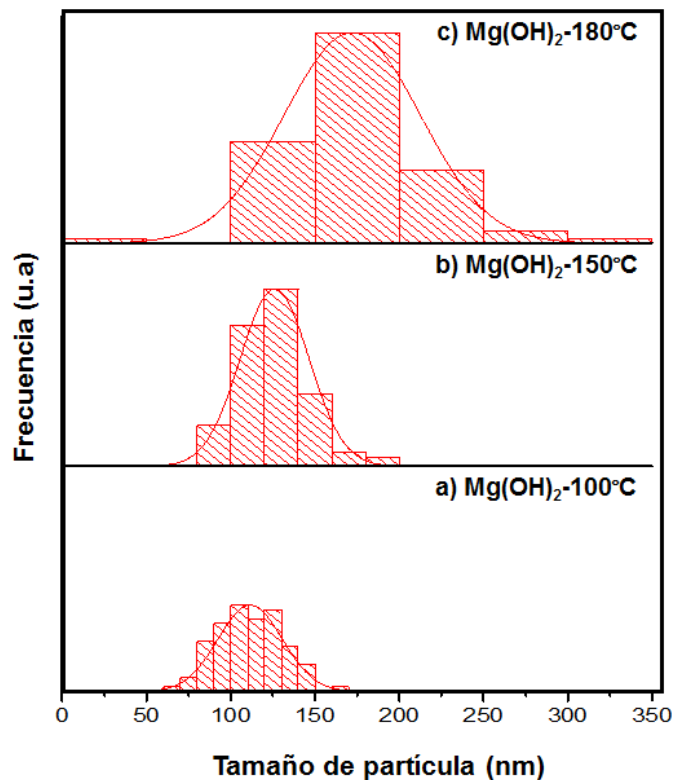 c) Mg(OH)₂-180°C
b) Mg(OH)₂-150°C
a) Mg(OH)₂-100°C
Frecuencia (u.a)
0 50 100 150 200 250 300 350
Tamaño de partícula (nm)